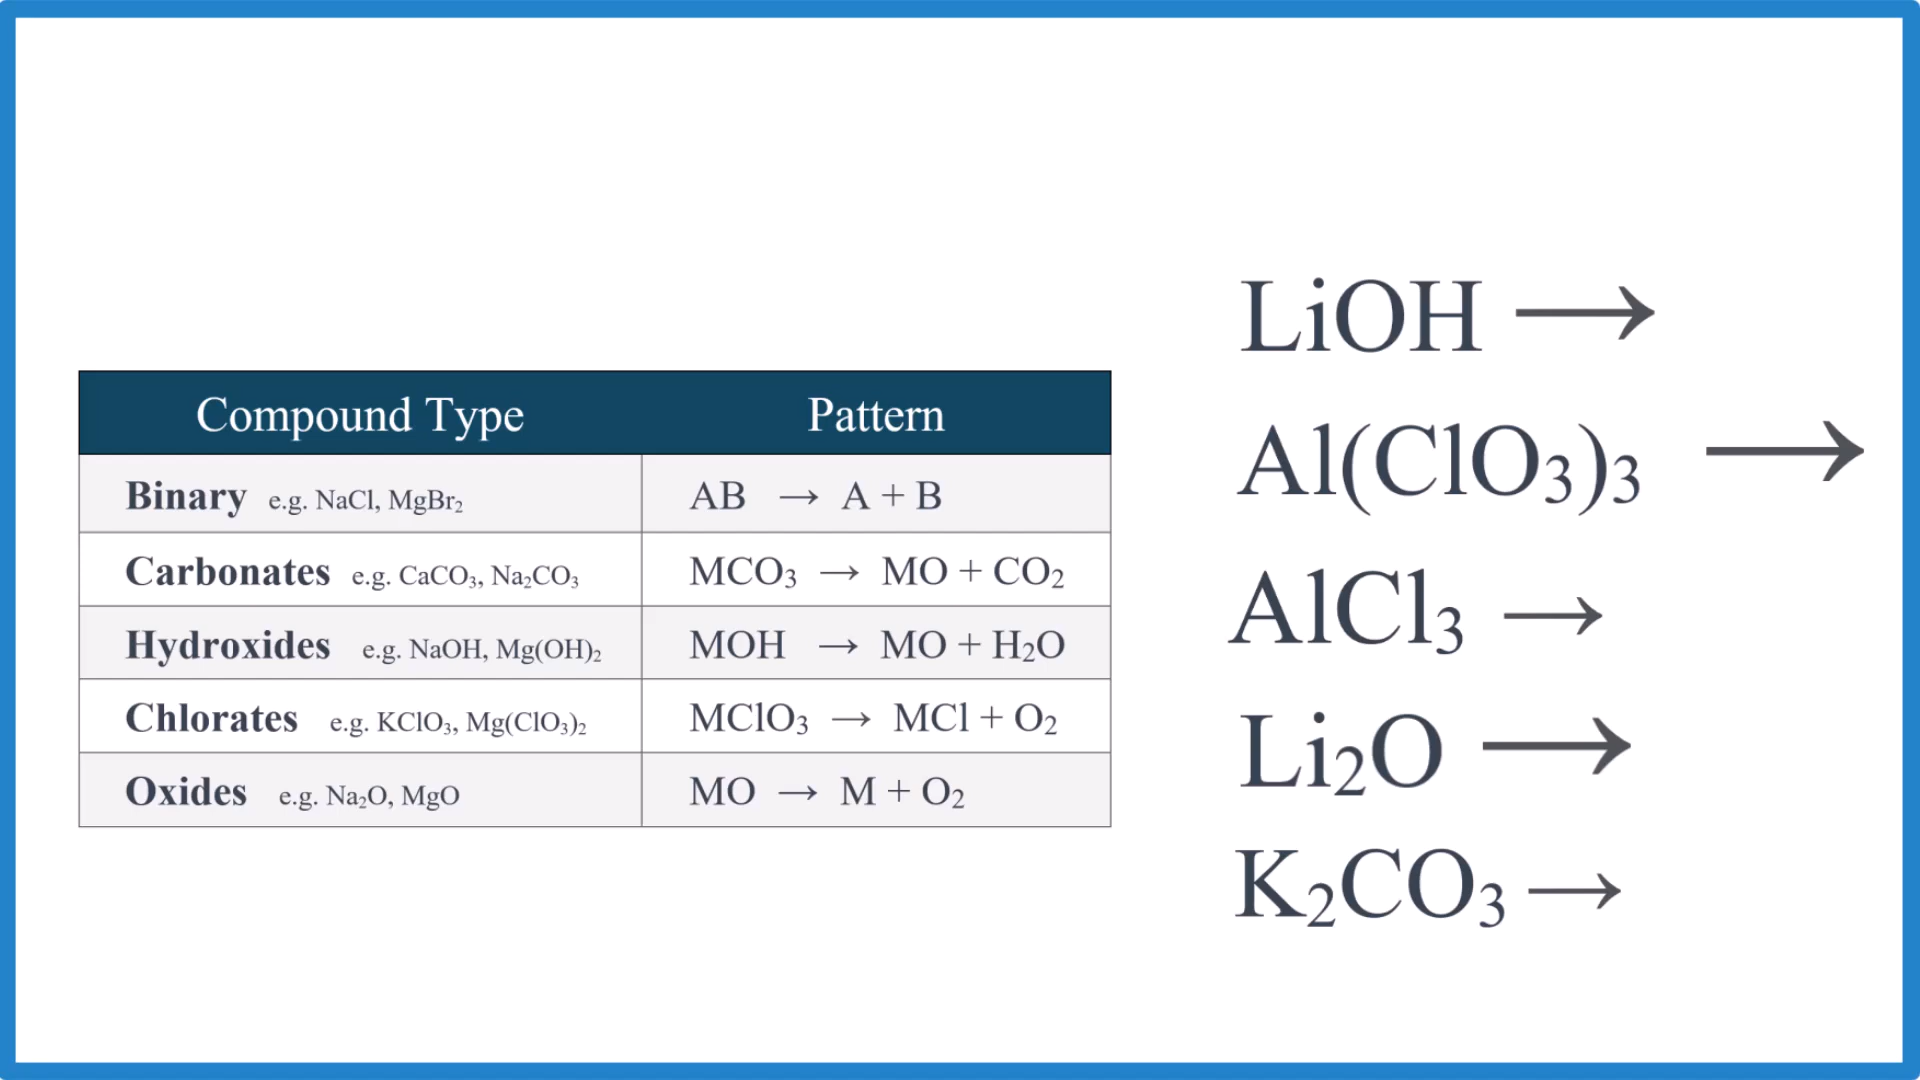 Compound Type Pattern
Binary e.g. NaCl, MgBr₂ AB → A + B
Carbonates e.g. CaCO₃, Na₂CO₃ MCO₃ → MO + CO₂
Hydroxides e.g. NaOH, Mg(OH)₂ MOH → MO + H₂O
Chlorates e.g. KClO₃, Mg(ClO₃)₂ MClO₃ → MCl + O₂
Oxides e.g. Na₂O, MgO MO → M + O₂
LiOH →
Al(ClO₃)₃ →
AlCl₃ →
Li₂O →
K₂CO₃ →